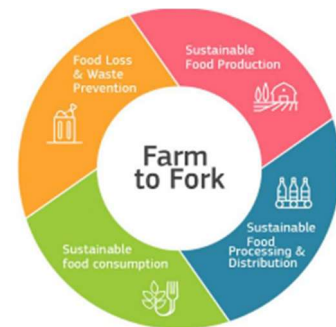 Food Loss
& Waste
Prevention
Sustainable
Food Production
Farm
to Fork
Sustainable
Food
Processing &
Distribution
Sustainable
food consumption